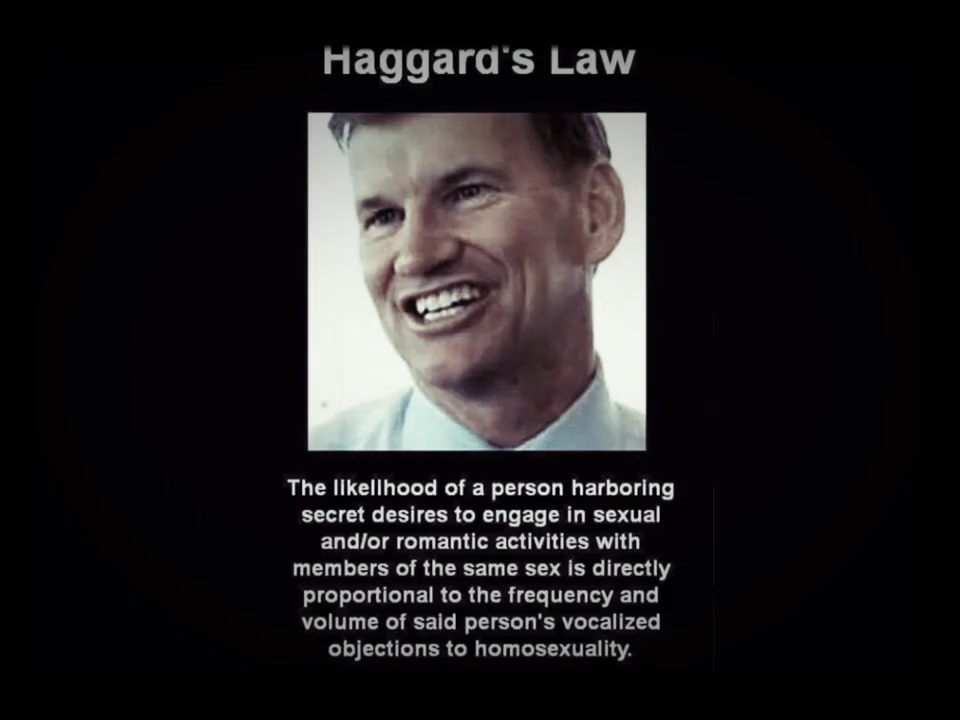 Haggard's Law
The likelihood of a person harboring
secret desires to engage in sexual
and/or romantic activities with
members of the same sex is directly
proportional to the frequency and
volume of said person's vocalized
objections to homosexuality.